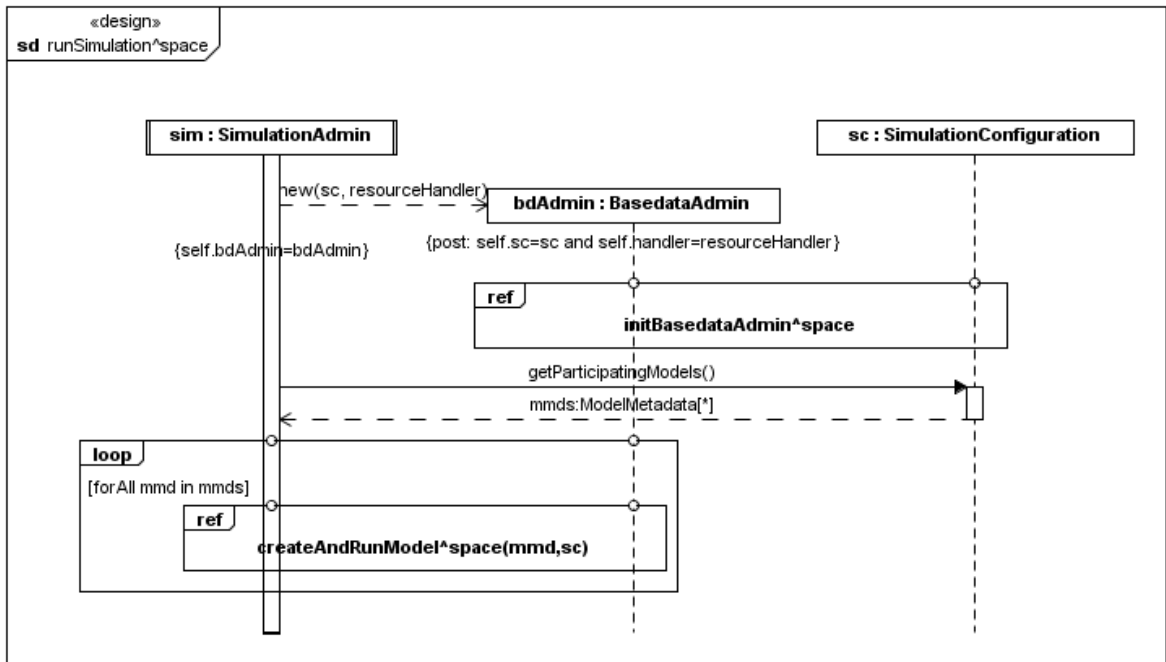 «design»
sd runSimulation^space
sim : SimulationAdmin
sc : SimulationConfiguration
new(sc, resourceHandler)
bdAdmin : BasedataAdmin
{self.bdAdmin=bdAdmin}
{post: self.sc=sc and self.handler=resourceHandler}
ref
initBasedataAdmin^space
getParticipatingModels()
mmds:ModelMetadata[*]
loop
[forAll mmd in mmds]
ref
createAndRunModel^space(mmd,sc)